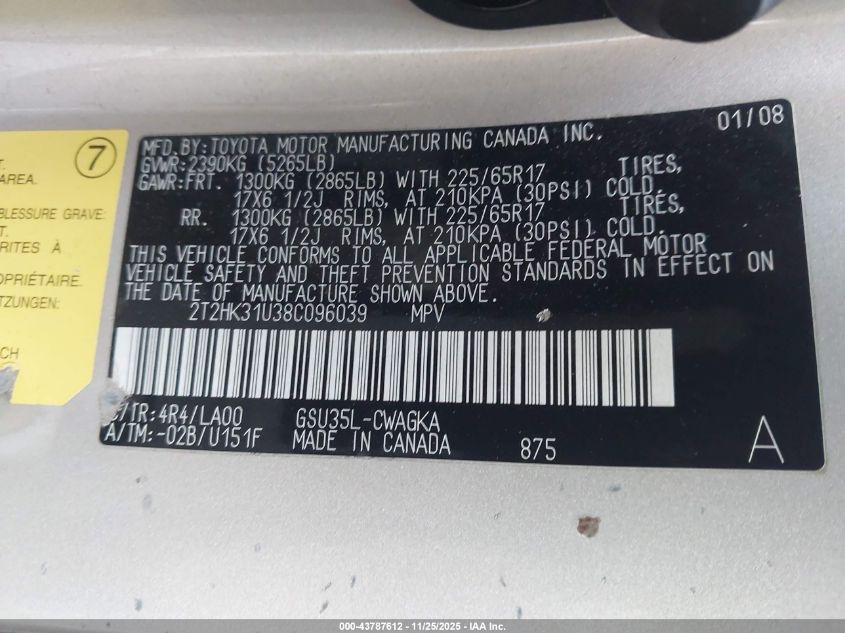 7
T.
AREA.
BLESSURE GRAVE:
T.
RITES À
OPRIÉTAIRE.
TZUNGEN:
CH
01/08
MFD.BY:TOYOTA MOTOR MANUFACTURING CANADA INC.
GVWR:2390KG (5265LB)
GAWR:FRT. 1300KG (2865LB) WITH 225/65R17 TIRES,
17X6 1/2J RIMS, AT 210KPA (30PSI) COLD.
RR. 1300KG (2865LB) WITH 225/65R17 TIRES,
17X6 1/2J RIMS, AT 210KPA (30PSI) COLD.
THIS VEHICLE CONFORMS TO ALL APPLICABLE FEDERAL MOTOR
VEHICLE SAFETY AND THEFT PREVENTION STANDARDS IN EFFECT ON
THE DATE OF MANUFACTURE SHOWN ABOVE.
2T2HK31U38C096039 MPV
/TR:4R4/LA00 GSU35L-CWAGKA
A/TM:-02B/U151F MADE IN CANADA 875 A
000-43787612 - 11/25/2025 - IAA Inc.